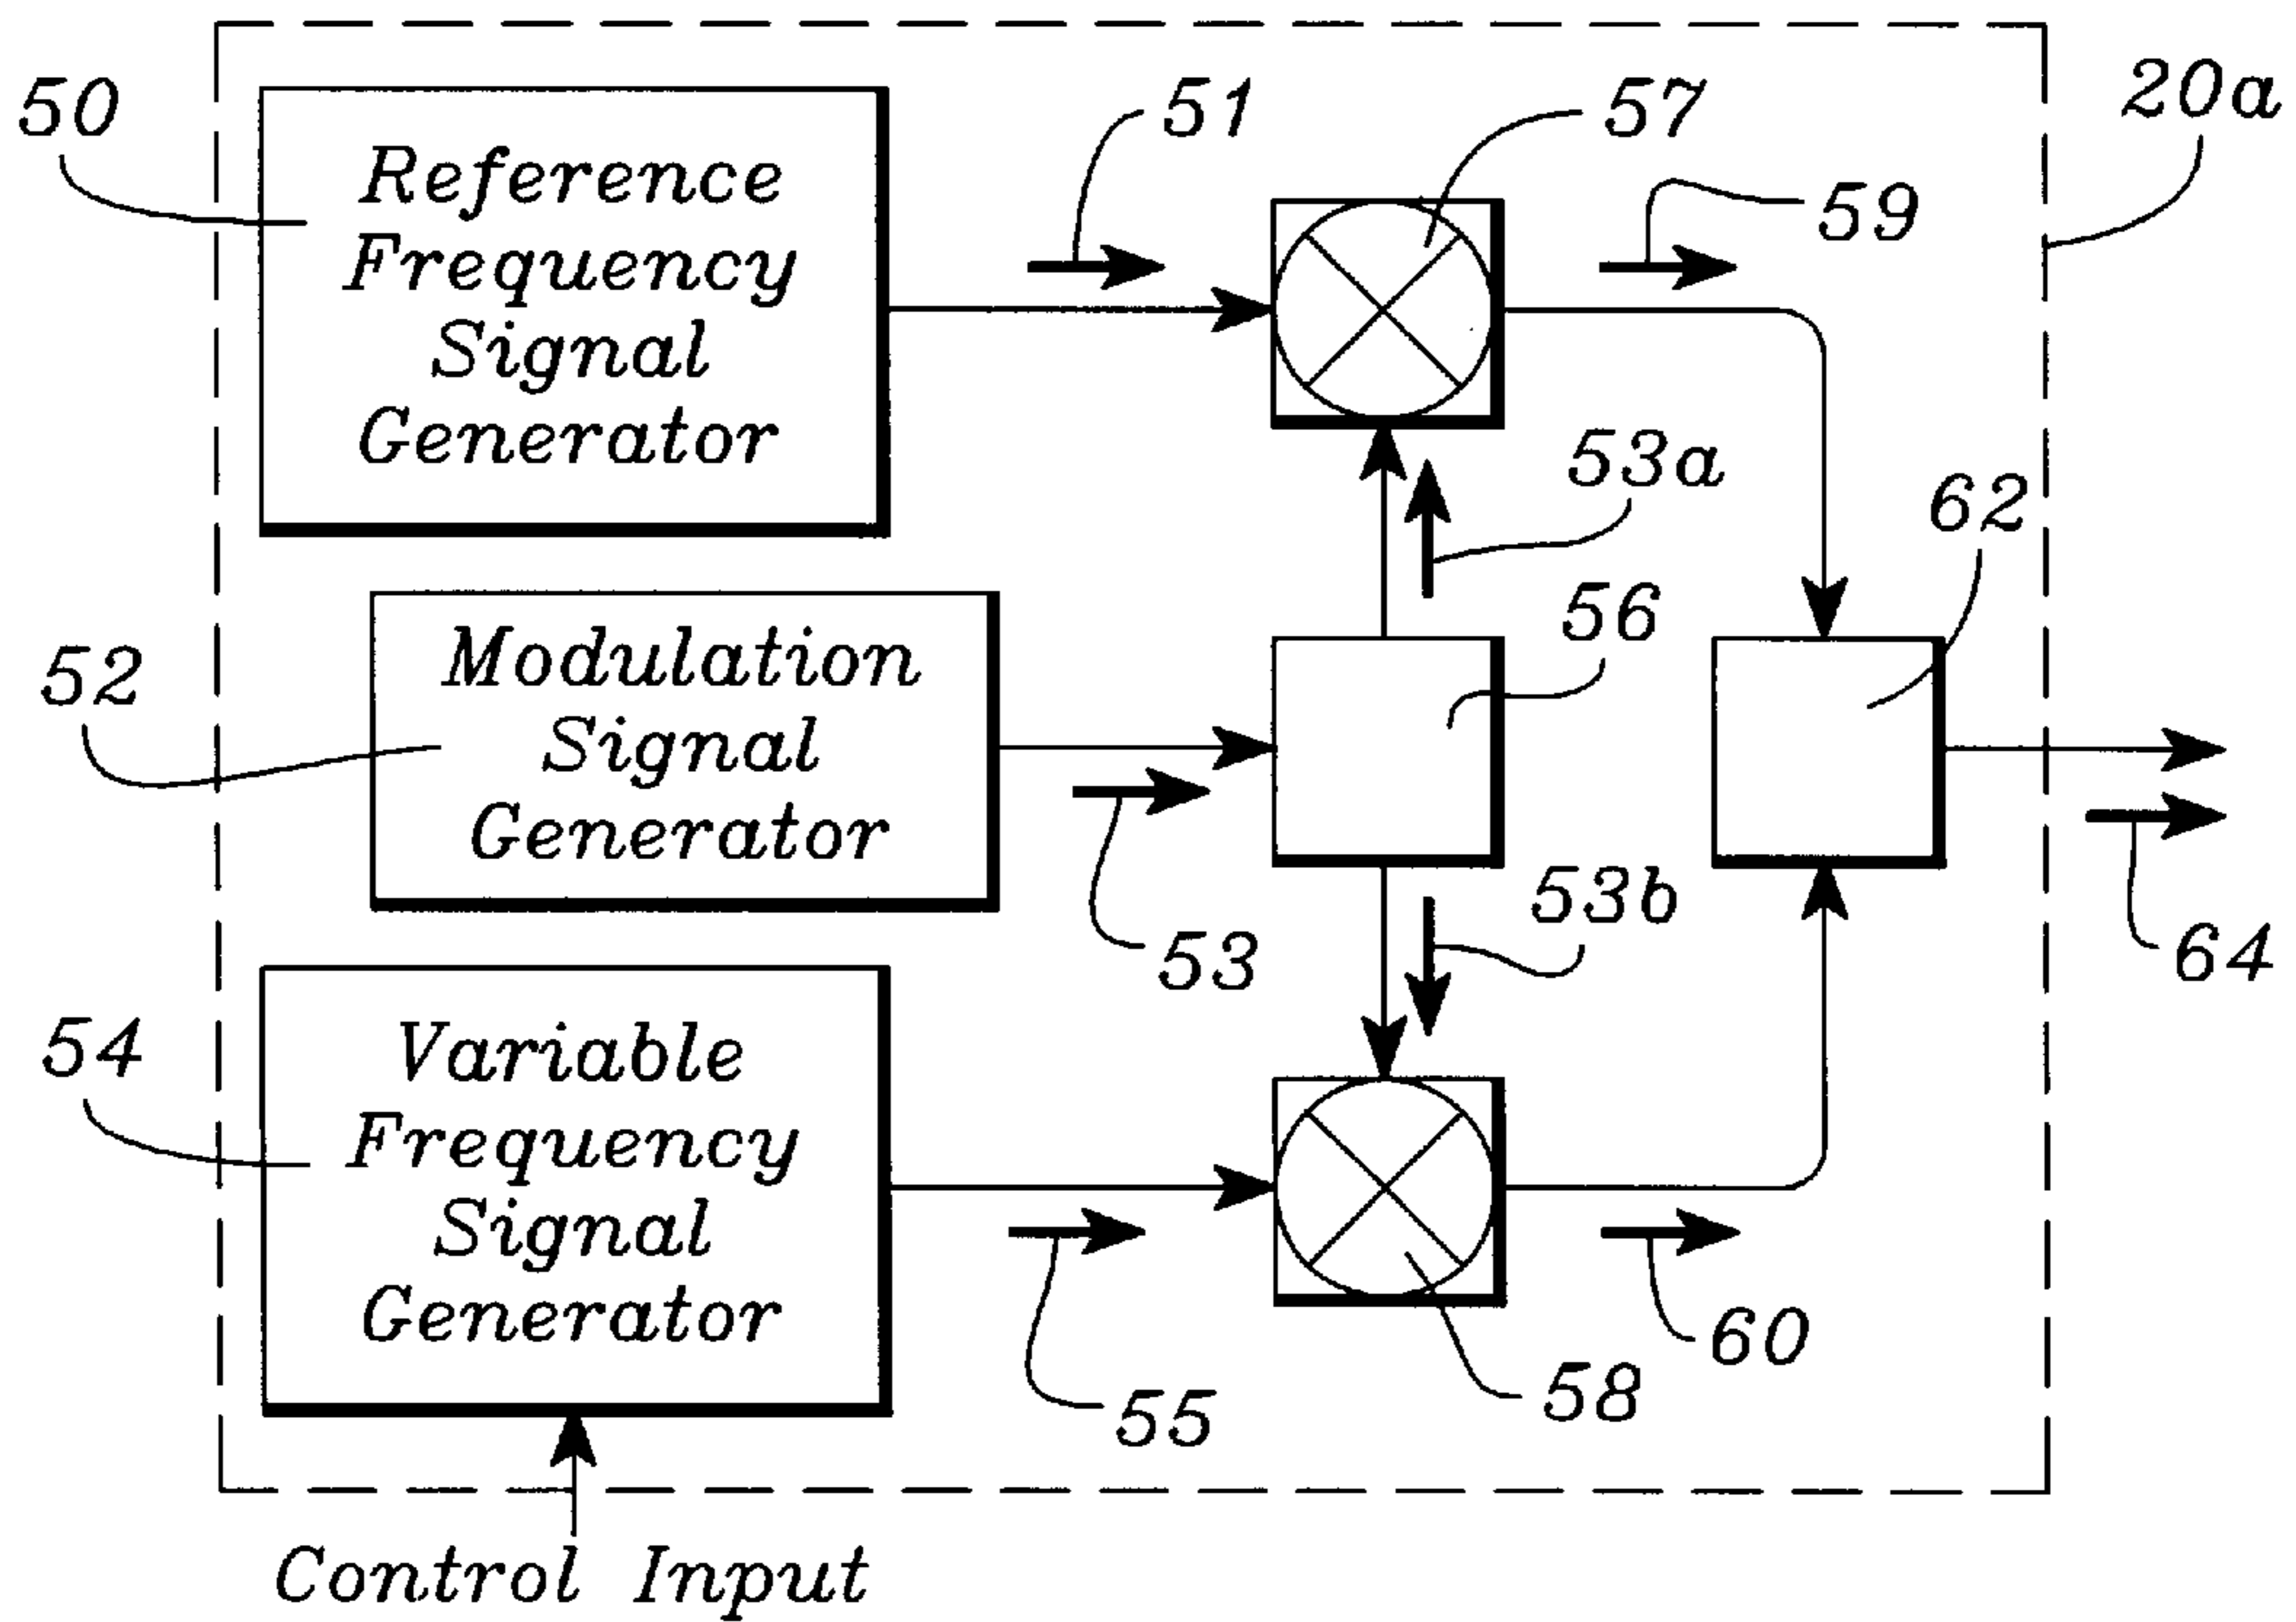 50
Reference
Frequency
Signal
Generator
51
57
59
20a
53a
62
52
Modulation
Signal
Generator
56
53
53b
64
54
Variable
Frequency
Signal
Generator
55
58
60
Control Input